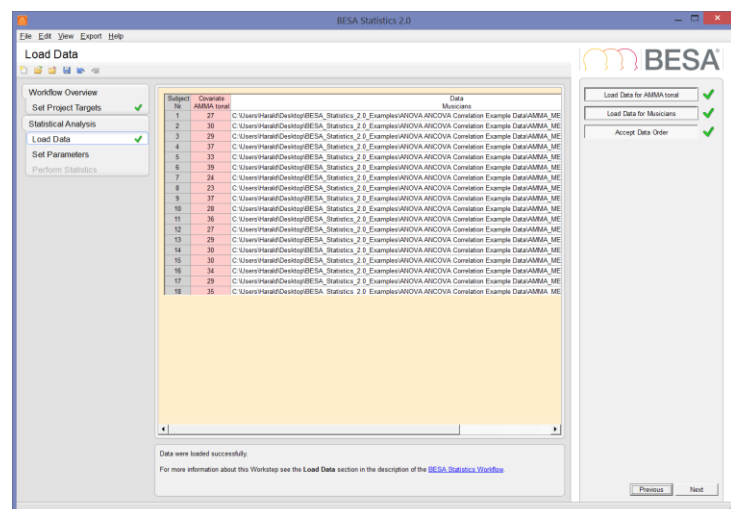 BESA Statistics 2.0
File Edit View Export Help
Load Data
BESA
Workflow Overview
Set Project Targets
Statistical Analysis
Load Data
Set Parameters
Perform Statistics
Subject Nr. Covariate AMMA tonal Data Musicians
1 27 C:\Users\Harald\Desktop\BESA_Statistics_2.0_Examples\ANOVA ANCOVA Correlation Example Data\AMMA_ME
2 30 C:\Users\Harald\Desktop\BESA_Statistics_2.0_Examples\ANOVA ANCOVA Correlation Example Data\AMMA_ME
3 29 C:\Users\Harald\Desktop\BESA_Statistics_2.0_Examples\ANOVA ANCOVA Correlation Example Data\AMMA_ME
4 37 C:\Users\Harald\Desktop\BESA_Statistics_2.0_Examples\ANOVA ANCOVA Correlation Example Data\AMMA_ME
5 33 C:\Users\Harald\Desktop\BESA_Statistics_2.0_Examples\ANOVA ANCOVA Correlation Example Data\AMMA_ME
6 39 C:\Users\Harald\Desktop\BESA_Statistics_2.0_Examples\ANOVA ANCOVA Correlation Example Data\AMMA_ME
7 24 C:\Users\Harald\Desktop\BESA_Statistics_2.0_Examples\ANOVA ANCOVA Correlation Example Data\AMMA_ME
8 23 C:\Users\Harald\Desktop\BESA_Statistics_2.0_Examples\ANOVA ANCOVA Correlation Example Data\AMMA_ME
9 37 C:\Users\Harald\Desktop\BESA_Statistics_2.0_Examples\ANOVA ANCOVA Correlation Example Data\AMMA_ME
10 28 C:\Users\Harald\Desktop\BESA_Statistics_2.0_Examples\ANOVA ANCOVA Correlation Example Data\AMMA_ME
11 36 C:\Users\Harald\Desktop\BESA_Statistics_2.0_Examples\ANOVA ANCOVA Correlation Example Data\AMMA_ME
12 27 C:\Users\Harald\Desktop\BESA_Statistics_2.0_Examples\ANOVA ANCOVA Correlation Example Data\AMMA_ME
13 29 C:\Users\Harald\Desktop\BESA_Statistics_2.0_Examples\ANOVA ANCOVA Correlation Example Data\AMMA_ME
14 30 C:\Users\Harald\Desktop\BESA_Statistics_2.0_Examples\ANOVA ANCOVA Correlation Example Data\AMMA_ME
15 30 C:\Users\Harald\Desktop\BESA_Statistics_2.0_Examples\ANOVA ANCOVA Correlation Example Data\AMMA_ME
16 34 C:\Users\Harald\Desktop\BESA_Statistics_2.0_Examples\ANOVA ANCOVA Correlation Example Data\AMMA_ME
17 29 C:\Users\Harald\Desktop\BESA_Statistics_2.0_Examples\ANOVA ANCOVA Correlation Example Data\AMMA_ME
18 35 C:\Users\Harald\Desktop\BESA_Statistics_2.0_Examples\ANOVA ANCOVA Correlation Example Data\AMMA_ME
Data were loaded successfully.
For more information about this Workstep see the Load Data section in the description of the BESA Statistics Workflow.
Load Data for AMMA tonal
Load Data for Musicians
Accept Data Order
Previous Next